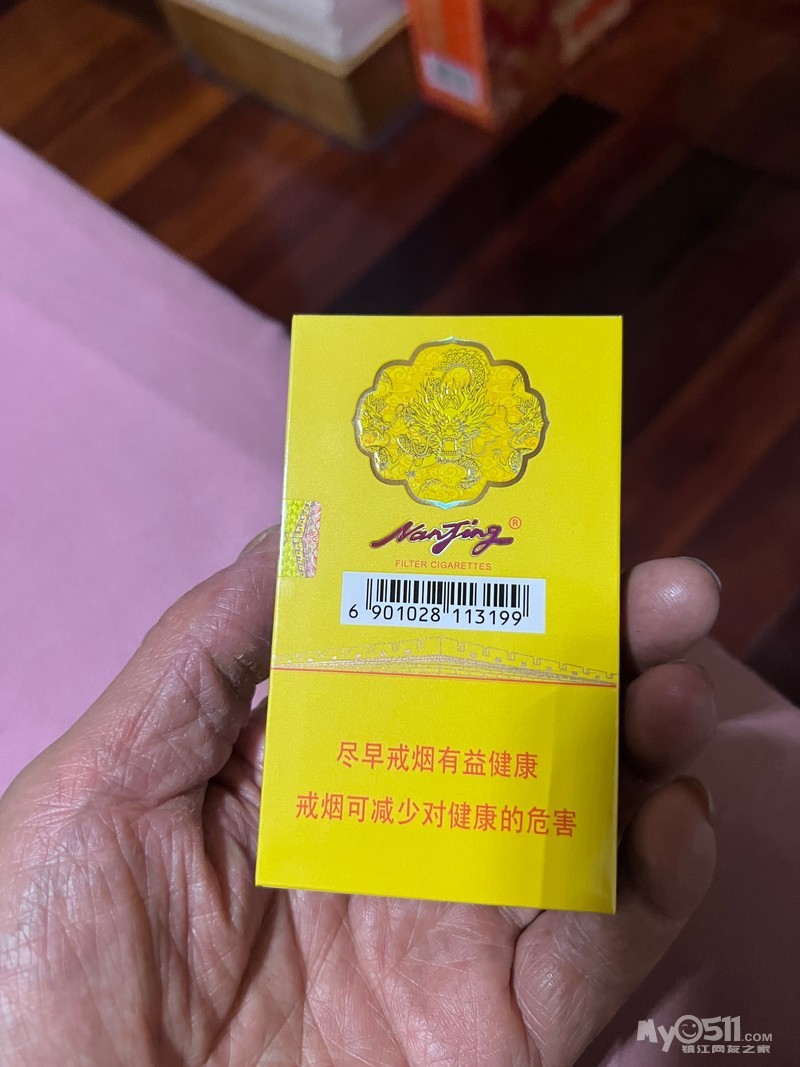 NanJing®
FILTER CIGARETTES
6 901028 113199
尽早戒烟有益健康
戒烟可减少对健康的危害
My0511.COM
镇江网友之家